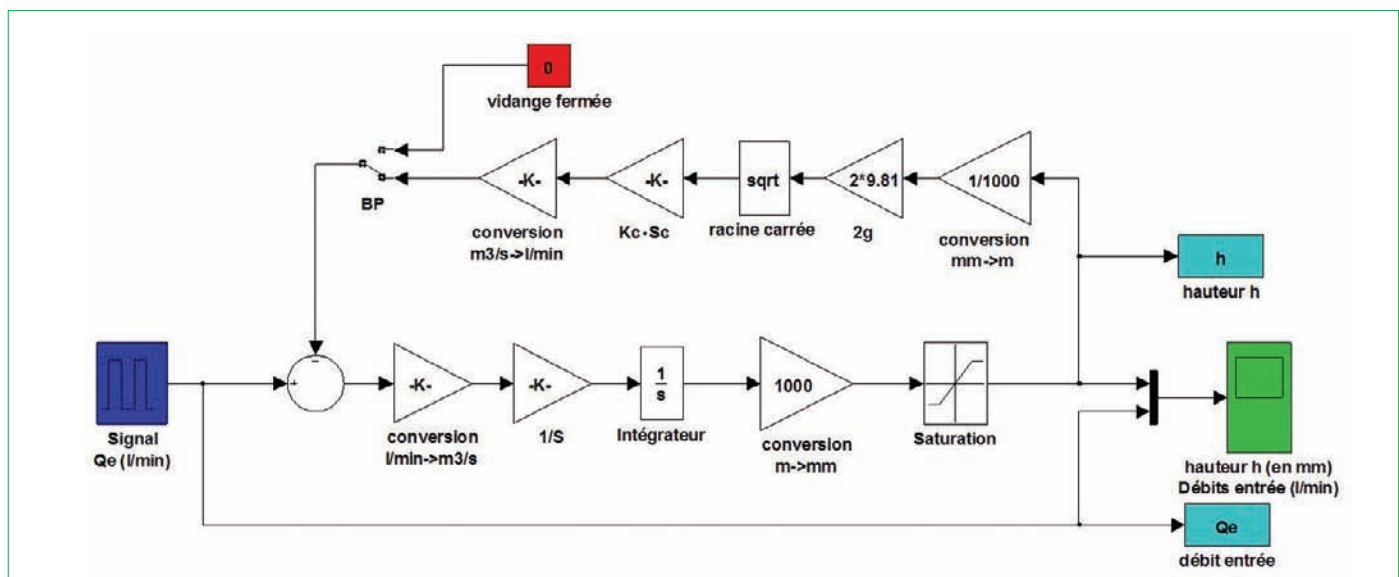 0
vidange fermée
BP
-K-
conversion
m3/s->l/min
-K-
Kc·Sc
sqrt
racine carrée
2*9.81
2g
1/1000
conversion
mm->m
h
hauteur h
Signal
Qe (l/min)
+
−
-K-
conversion
l/min->m3/s
-K-
1/S
1
s
Intégrateur
1000
conversion
m->mm
Saturation
hauteur h (en mm)
Débits entrée (l/min)
Qe
débit entrée